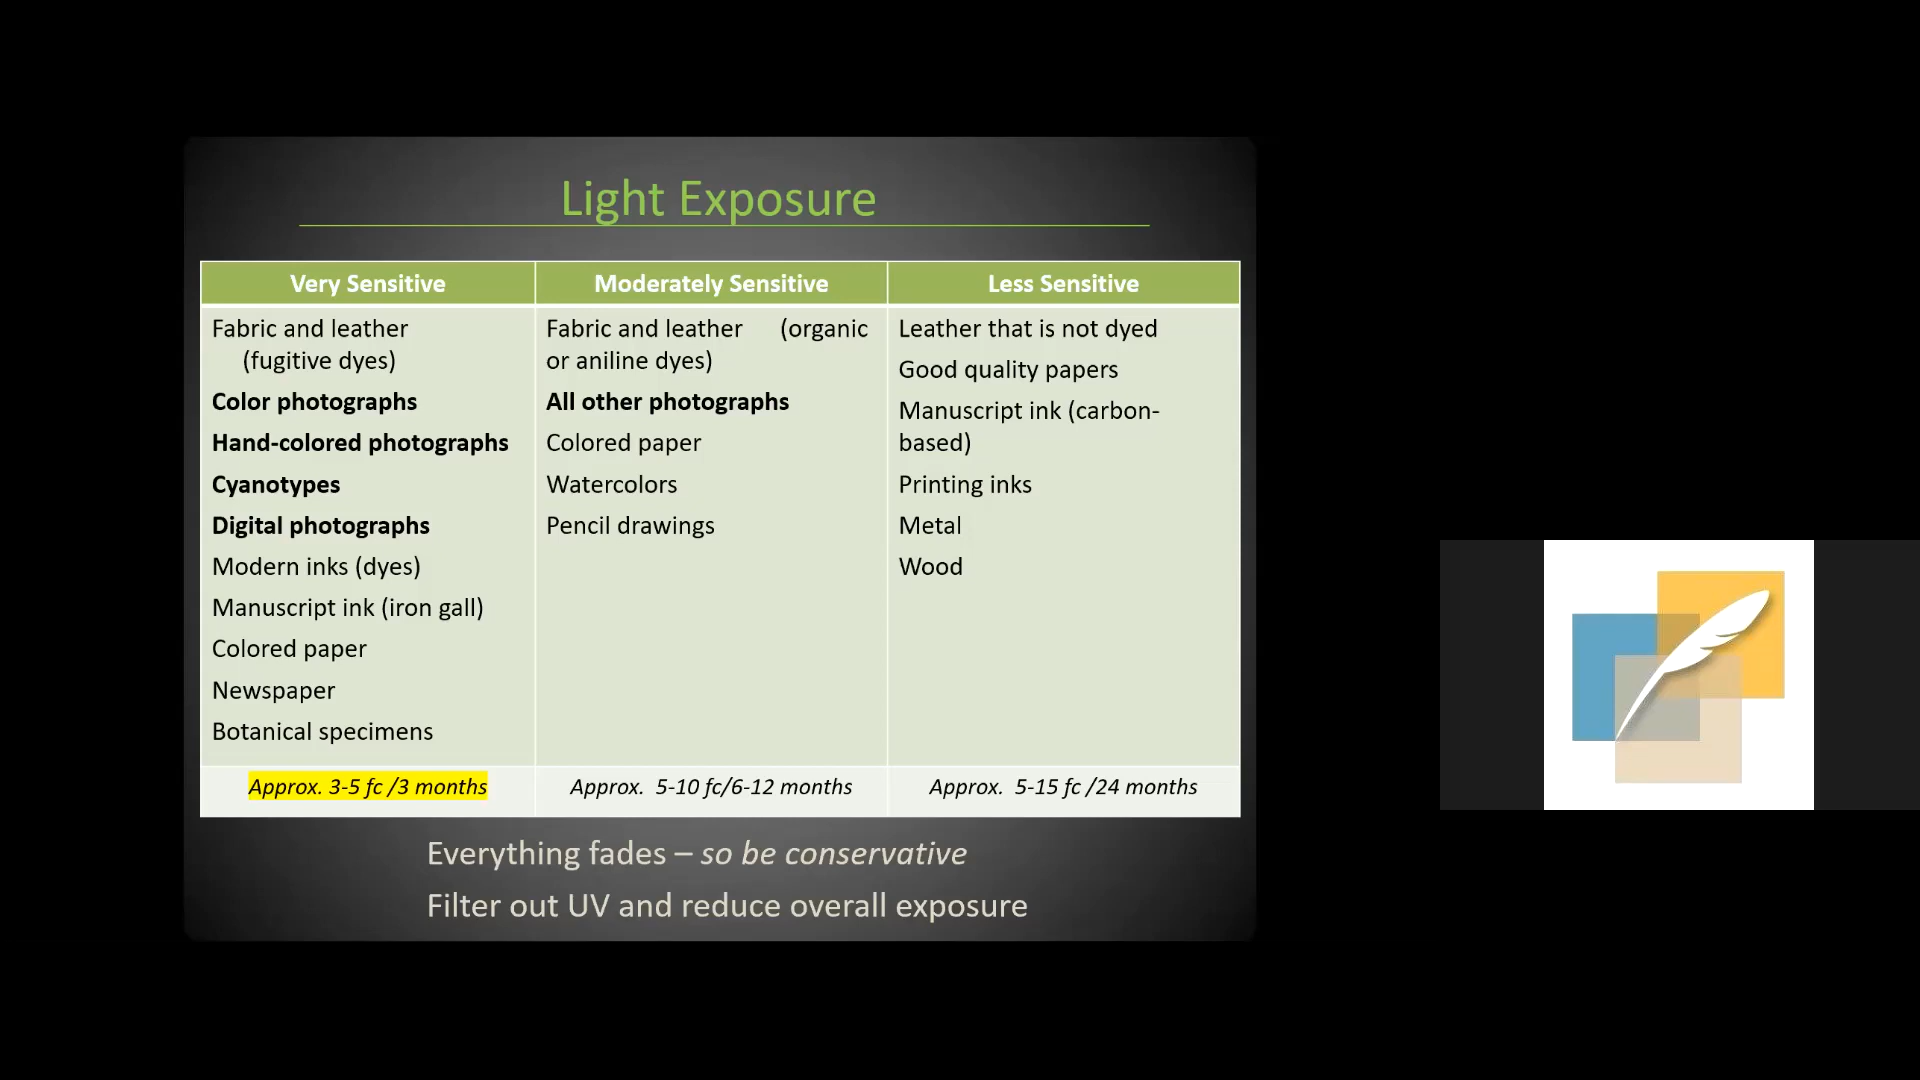 Light Exposure
Very Sensitive
Fabric and leather
(fugitive dyes)
Color photographs
Hand-colored photographs
Cyanotypes
Digital photographs
Modern inks (dyes)
Manuscript ink (iron gall)
Colored paper
Newspaper
Botanical specimens
Approx. 3-5 fc /3 months
Moderately Sensitive
Fabric and leather (organic
or aniline dyes)
All other photographs
Colored paper
Watercolors
Pencil drawings
Approx. 5-10 fc/6-12 months
Less Sensitive
Leather that is not dyed
Good quality papers
Manuscript ink (carbon-
based)
Printing inks
Metal
Wood
Approx. 5-15 fc /24 months
Everything fades – so be conservative
Filter out UV and reduce overall exposure